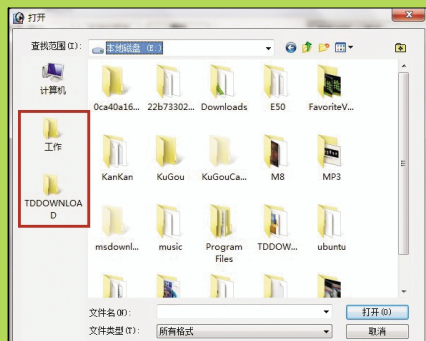 打开
查找范围(I):
本地磁盘 (E:)
计算机
工作
TDDOWNLOA
D
0ca40a16... 22b73302... Downloads E50 FavoriteV...
KanKan KuGou KuGouCa... M8 MP3
msdownl... music Program Files TDDOW... ubuntu
文件名(N):
打开(O)
文件类型(T):
所有格式
取消